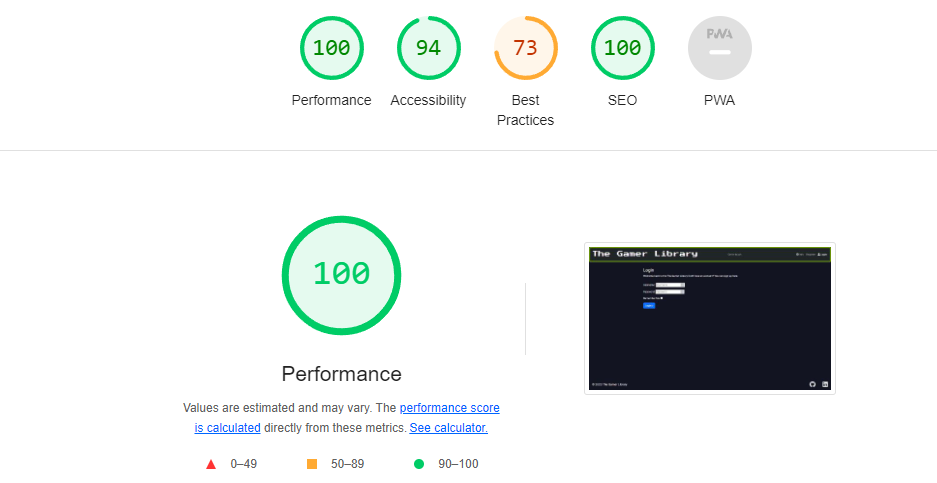 100 94 73 100 PWA
Performance Accessibility Best Practices SEO PWA
100
Performance
Values are estimated and may vary. The performance score
is calculated directly from these metrics. See calculator.
0–49 50–89 90–100
The Gamer Library
Login